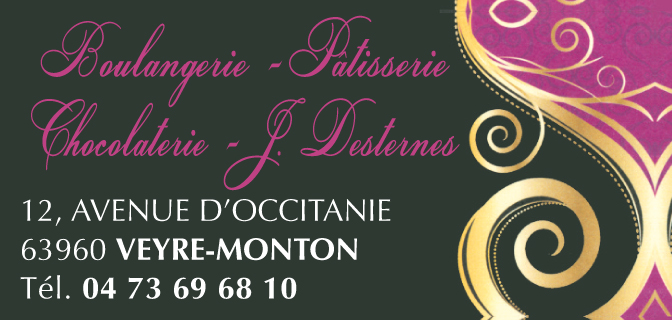 Boulangerie - Pâtisserie
Chocolaterie - J. Desternes
12, AVENUE D’OCCITANIE
63960 VEYRE-MONTON
Tél. 04 73 69 68 10